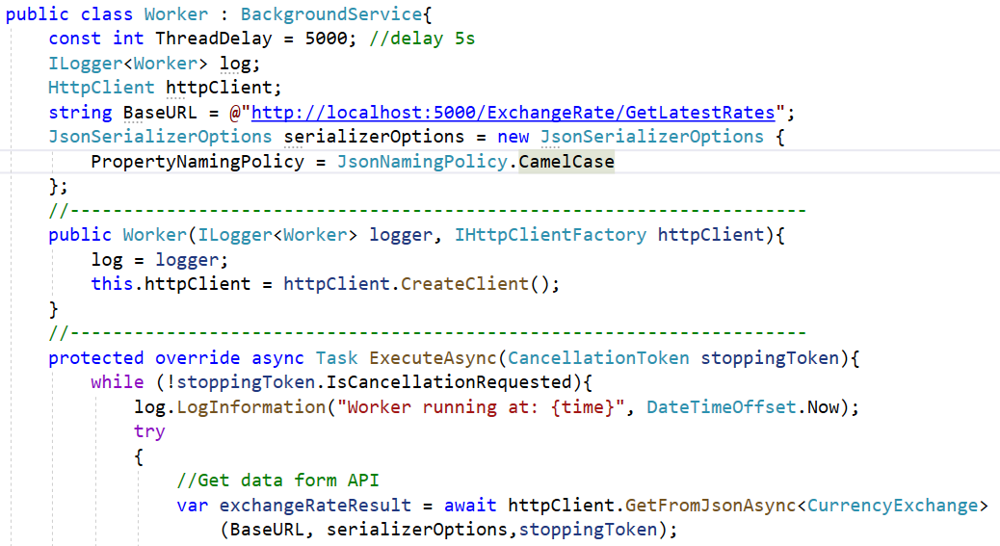 public class Worker : BackgroundService{
    const int ThreadDelay = 5000; //delay 5s
    ILogger<Worker> log;
    HttpClient httpClient;
    string BaseURL = @"http://localhost:5000/ExchangeRate/GetLatestRates";
    JsonSerializerOptions serializerOptions = new JsonSerializerOptions {
        PropertyNamingPolicy = JsonNamingPolicy.CamelCase
    };
    //---------------------------------------------------------------------
    public Worker(ILogger<Worker> logger, IHttpClientFactory httpClient){
        log = logger;
        this.httpClient = httpClient.CreateClient();
    }
    //---------------------------------------------------------------------
    protected override async Task ExecuteAsync(CancellationToken stoppingToken){
        while (!stoppingToken.IsCancellationRequested){
            log.LogInformation("Worker running at: {time}", DateTimeOffset.Now);
            try
            {
                //Get data form API
                var exchangeRateResult = await httpClient.GetFromJsonAsync<CurrencyExchange>
                    (BaseURL, serializerOptions,stoppingToken);